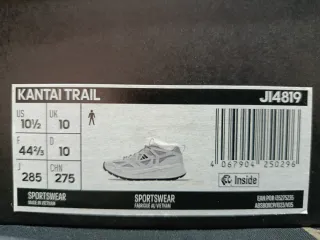 KANTAI TRAIL JI4819
US UK
10½ 10
F D
44⅔ 10
J CHN
285 275
4 067904 250296
Inside
SPORTSWEAR SPORTSWEAR
MADE IN VIETNAM FABRIQUÉ AU VIETNAM